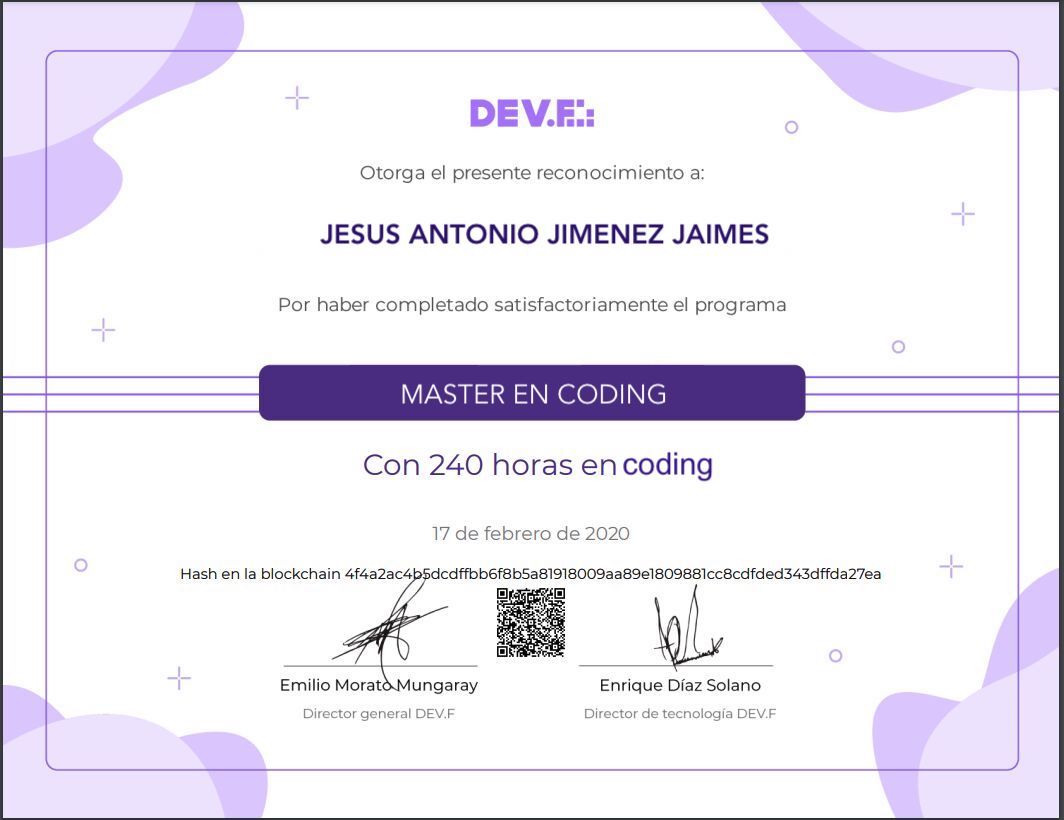 DEV.F.:
Otorga el presente reconocimiento a:
JESUS ANTONIO JIMENEZ JAIMES
Por haber completado satisfactoriamente el programa
MASTER EN CODING
Con 240 horas en coding
17 de febrero de 2020
Hash en la blockchain 4f4a2ac4b5dcdffbb6f8b5a81918009aa89e1809881cc8cdfded343dffda27ea
Emilio Morato Mungaray
Enrique Díaz Solano
Director general DEV.F
Director de tecnología DEV.F